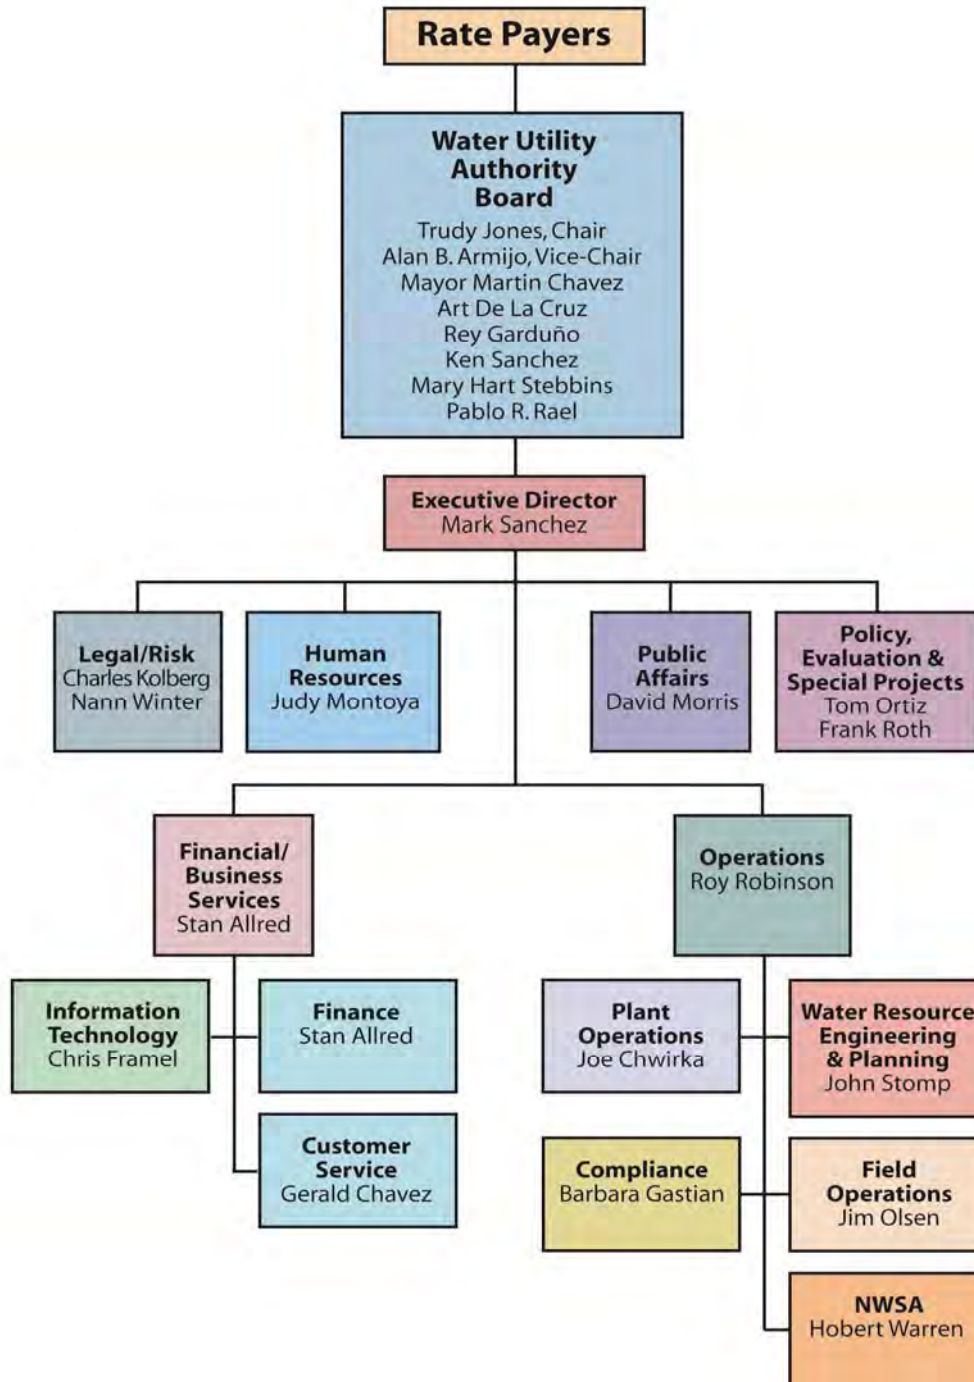 Rate Payers
Water Utility
Authority
Board
Trudy Jones, Chair
Alan B. Armijo, Vice-Chair
Mayor Martin Chavez
Art De La Cruz
Rey Garduño
Ken Sanchez
Mary Hart Stebbins
Pablo R. Rael
Executive Director
Mark Sanchez
Legal/Risk
Charles Kolberg
Nann Winter
Human
Resources
Judy Montoya
Public
Affairs
David Morris
Policy,
Evaluation &
Special Projects
Tom Ortiz
Frank Roth
Financial/
Business
Services
Stan Allred
Operations
Roy Robinson
Information
Technology
Chris Framel
Finance
Stan Allred
Plant
Operations
Joe Chwirka
Water Resource
Engineering
& Planning
John Stomp
Customer
Service
Gerald Chavez
Compliance
Barbara Gastian
Field
Operations
Jim Olsen
NWSA
Hobert Warren